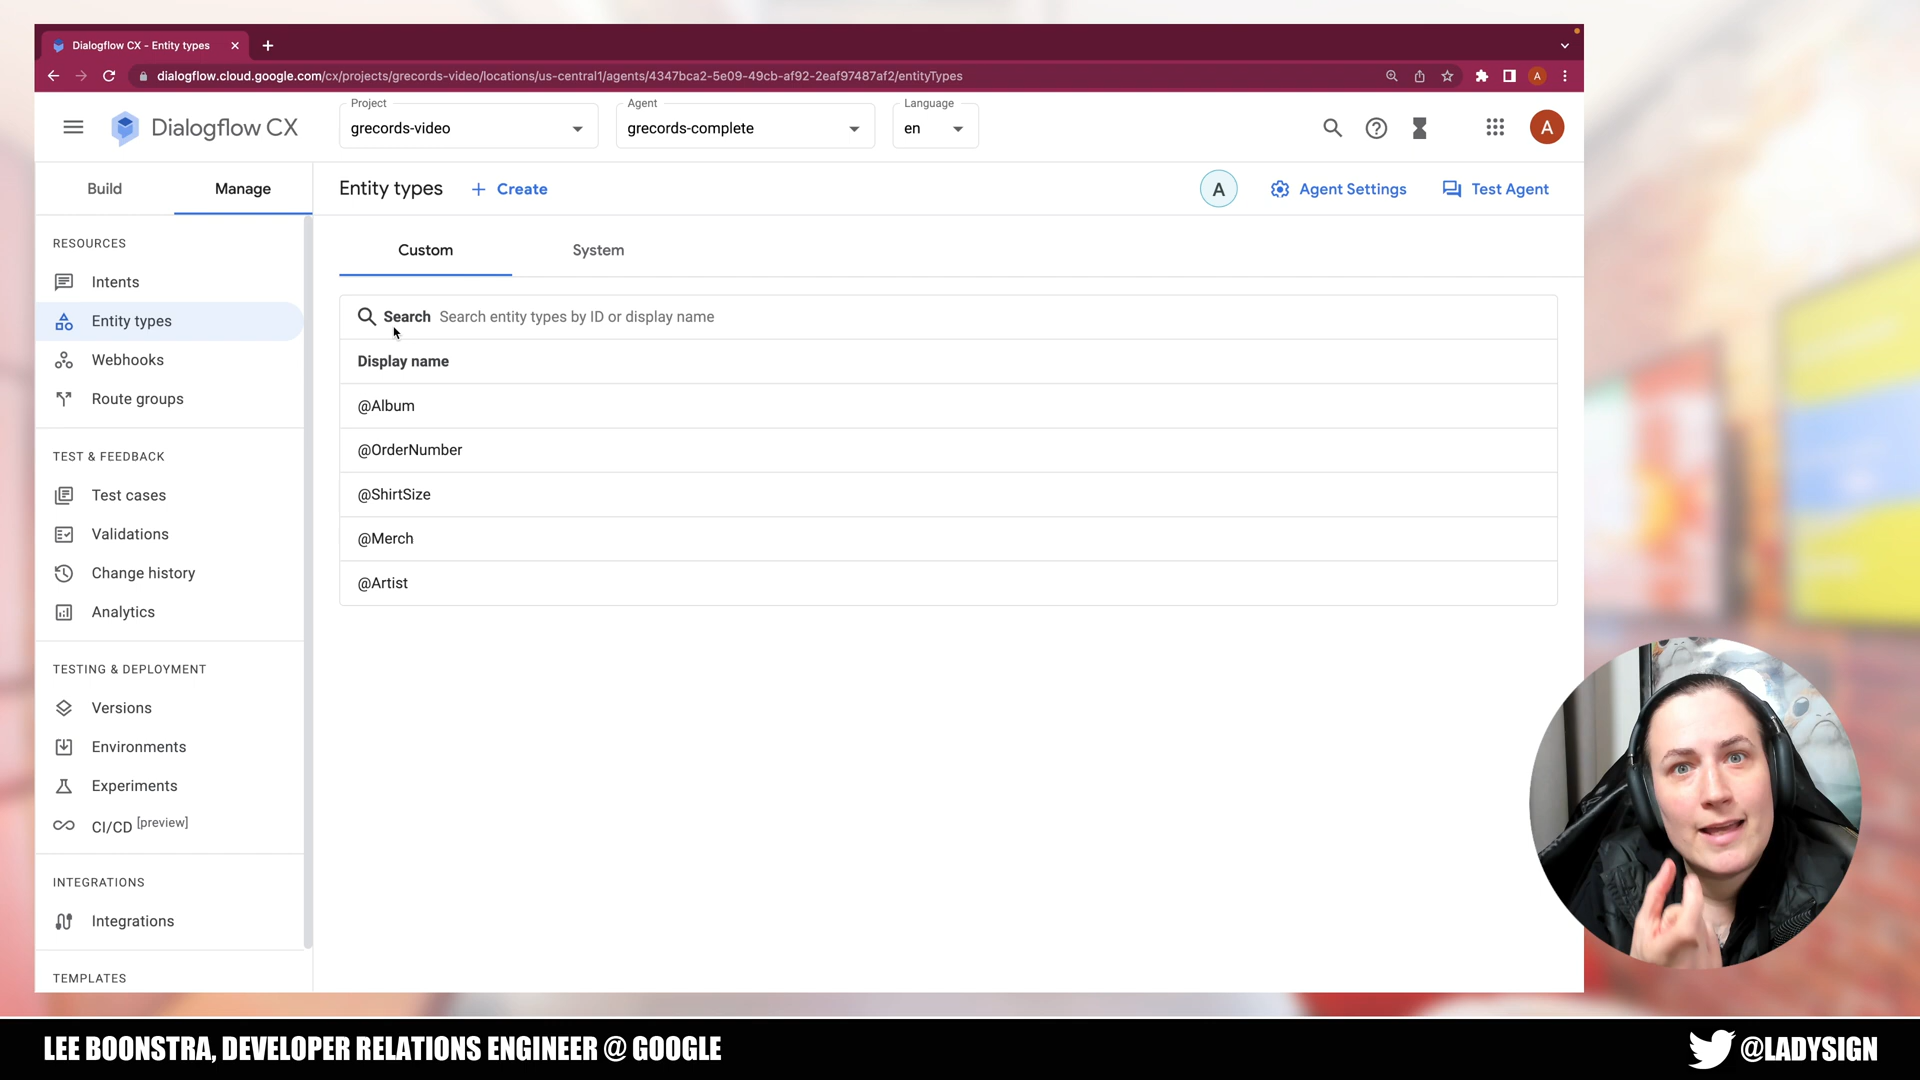 Dialogflow CX - Entity types
dialogflow.cloud.google.com/cx/projects/grecords-video/locations/us-central1/agents/4347bca2-5e09-49cb-af92-2eaf97487af2/entityTypes
A
Dialogflow CX
Project
grecords-video
Agent
grecords-complete
Language
en
A
Build
Manage
Entity types
Create
A
Agent Settings
Test Agent
RESOURCES
Intents
Entity types
Webhooks
Route groups
TEST & FEEDBACK
Test cases
Validations
Change history
Analytics
TESTING & DEPLOYMENT
Versions
Environments
Experiments
CI/CD [preview]
INTEGRATIONS
Integrations
TEMPLATES
Custom
System
Search Search entity types by ID or display name
Display name
@Album
@OrderNumber
@ShirtSize
@Merch
@Artist
LEE BOONSTRA, DEVELOPER RELATIONS ENGINEER @ GOOGLE
@LADYSIGN